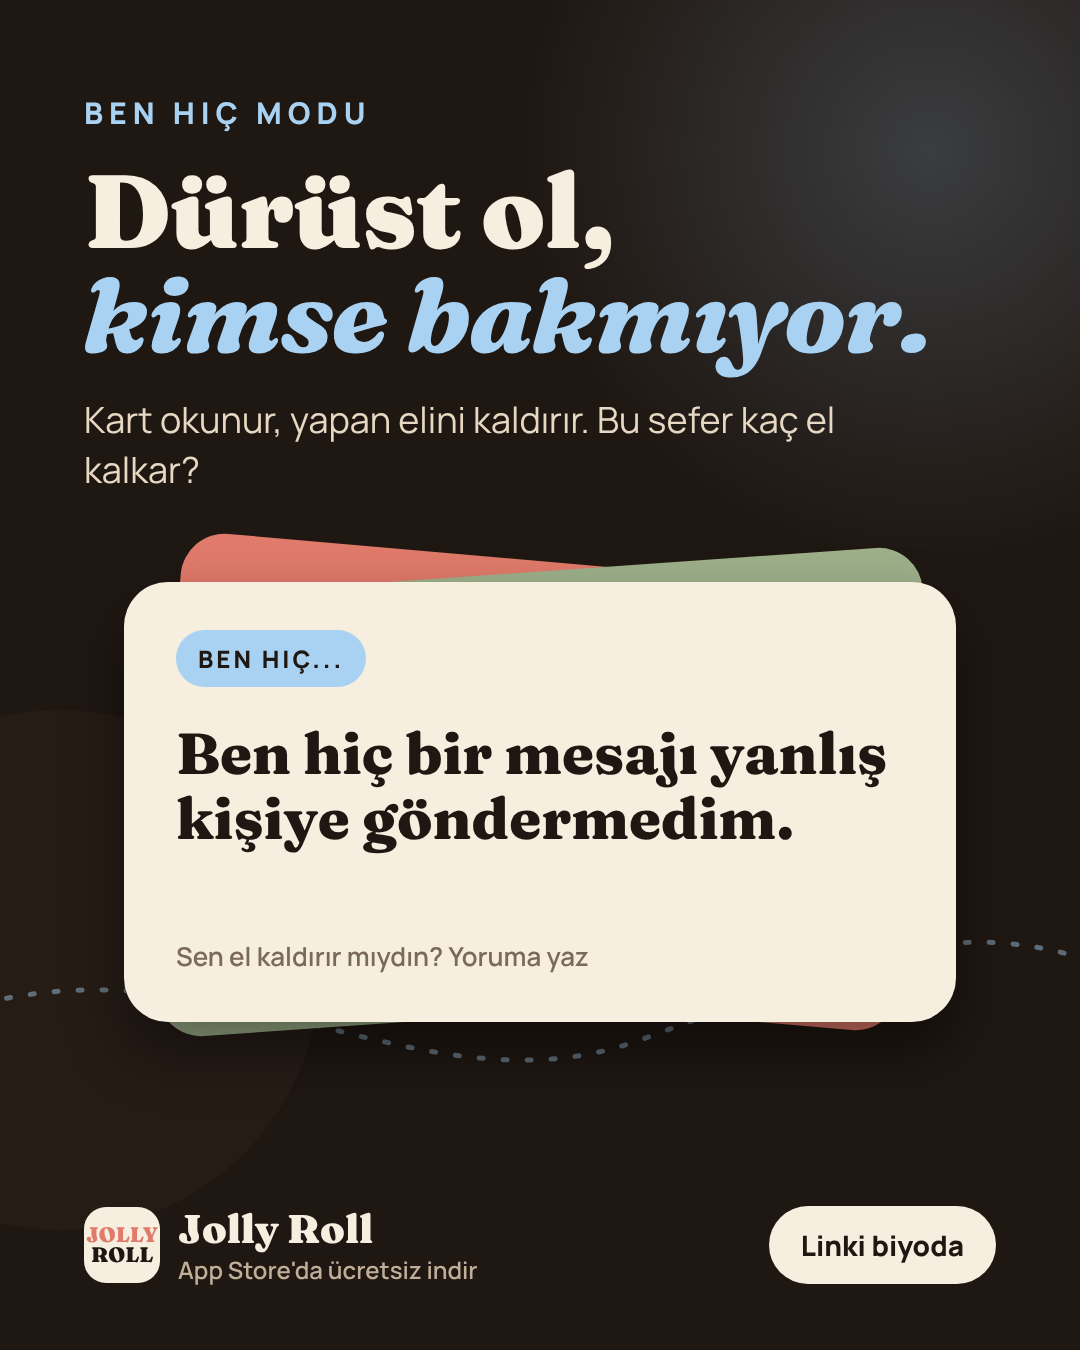 BEN HIÇ MODU
Dürüst ol,
kimse bakmıyor.
Kart okunur, yapan elini kaldırır. Bu sefer kaç el
kalkar?
BEN HIÇ...
Ben hiç bir mesajı yanlış
kişiye göndermedim.
Sen el kaldırır mıydın? Yoruma yaz
JOLLY
ROLL
Jolly Roll
App Store'da ücretsiz indir
Linki biyoda